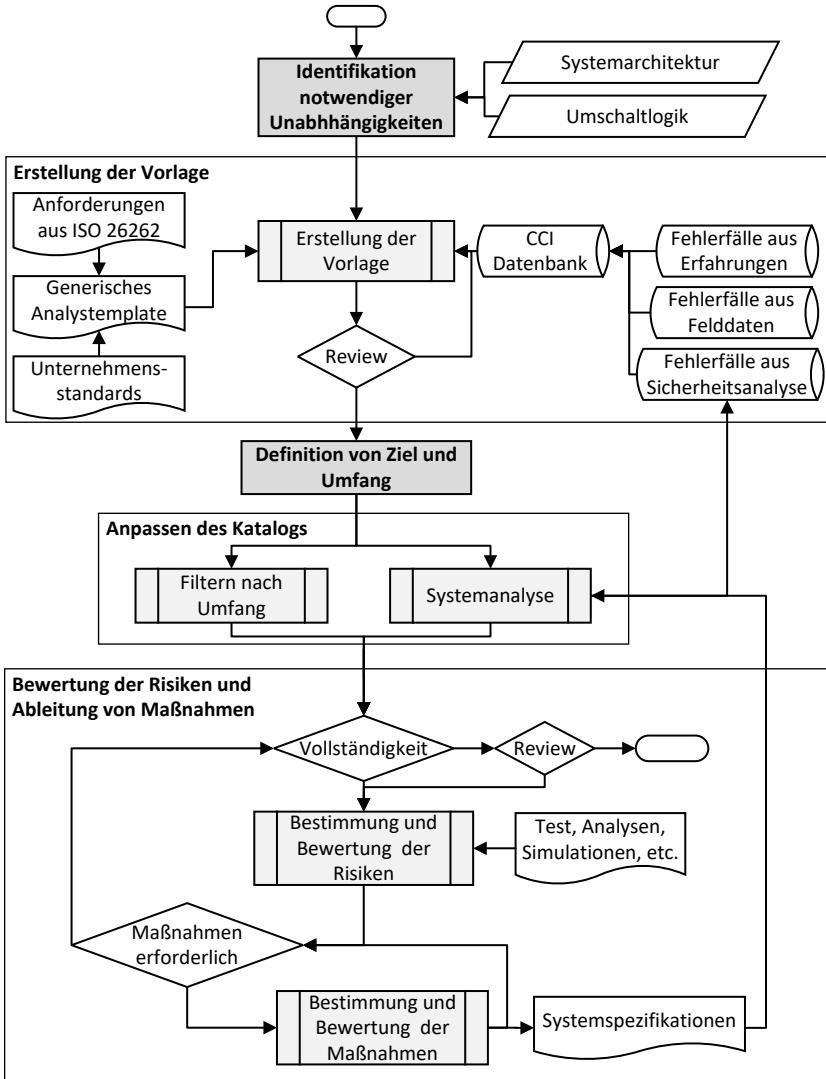 Identifikation
notwendiger
Unabhhängigkeiten
Systemarchitektur
Umschaltlogik
Erstellung der Vorlage
Anforderungen
aus ISO 26262
Generisches
Analystemplate
Unternehmens-
standards
Erstellung der
Vorlage
Review
CCI
Datenbank
Fehlerfälle aus
Erfahrungen
Fehlerfälle aus
Felddaten
Fehlerfälle aus
Sicherheitsanalyse
Definition von Ziel und
Umfang
Anpassen des Katalogs
Filtern nach
Umfang
Systemanalyse
Bewertung der Risiken und
Ableitung von Maßnahmen
Vollständigkeit
Review
Bestimmung und
Bewertung der
Risiken
Test, Analysen,
Simulationen, etc.
Maßnahmen
erforderlich
Bestimmung und
Bewertung der
Maßnahmen
Systemspezifikationen